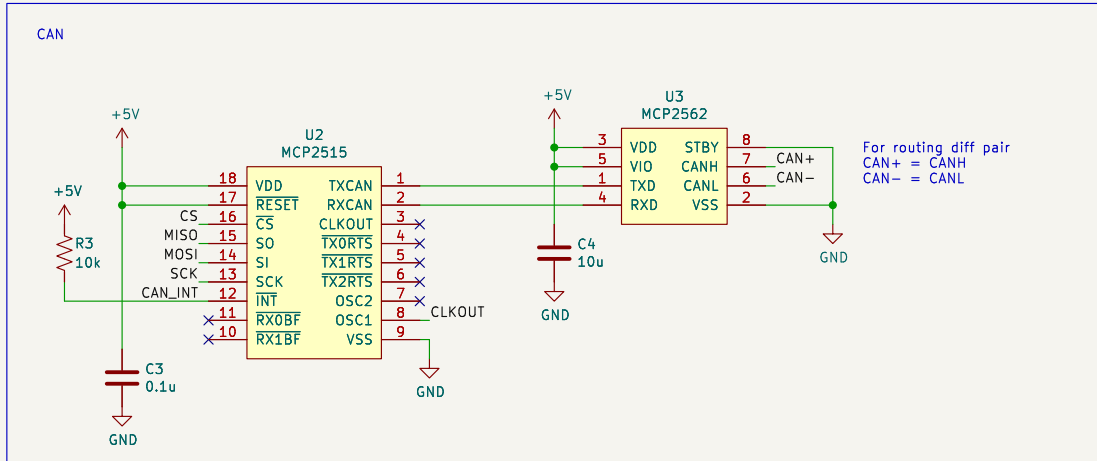 CAN
+5V
U3
MCP2562
+5V
U2
MCP2515
3 VDD STBY 8
5 VIO CANH 7 CAN+
1 TXD CANL 6 CAN-
4 RXD VSS 2
For routing diff pair
CAN+ = CANH
CAN- = CANL
+5V
18 VDD TXCAN 1
17 RESET RXCAN 2
CS 16 CS CLKOUT 3
MISO 15 SO TX0RTS 4
MOSI 14 SI TX1RTS 5
SCK 13 SCK TX2RTS 6
CAN_INT 12 INT OSC2 7
11 RX0BF OSC1 8 CLKOUT
10 RX1BF VSS 9
R3
10k
C4
10u
GND
GND
C3
0.1u
GND
GND